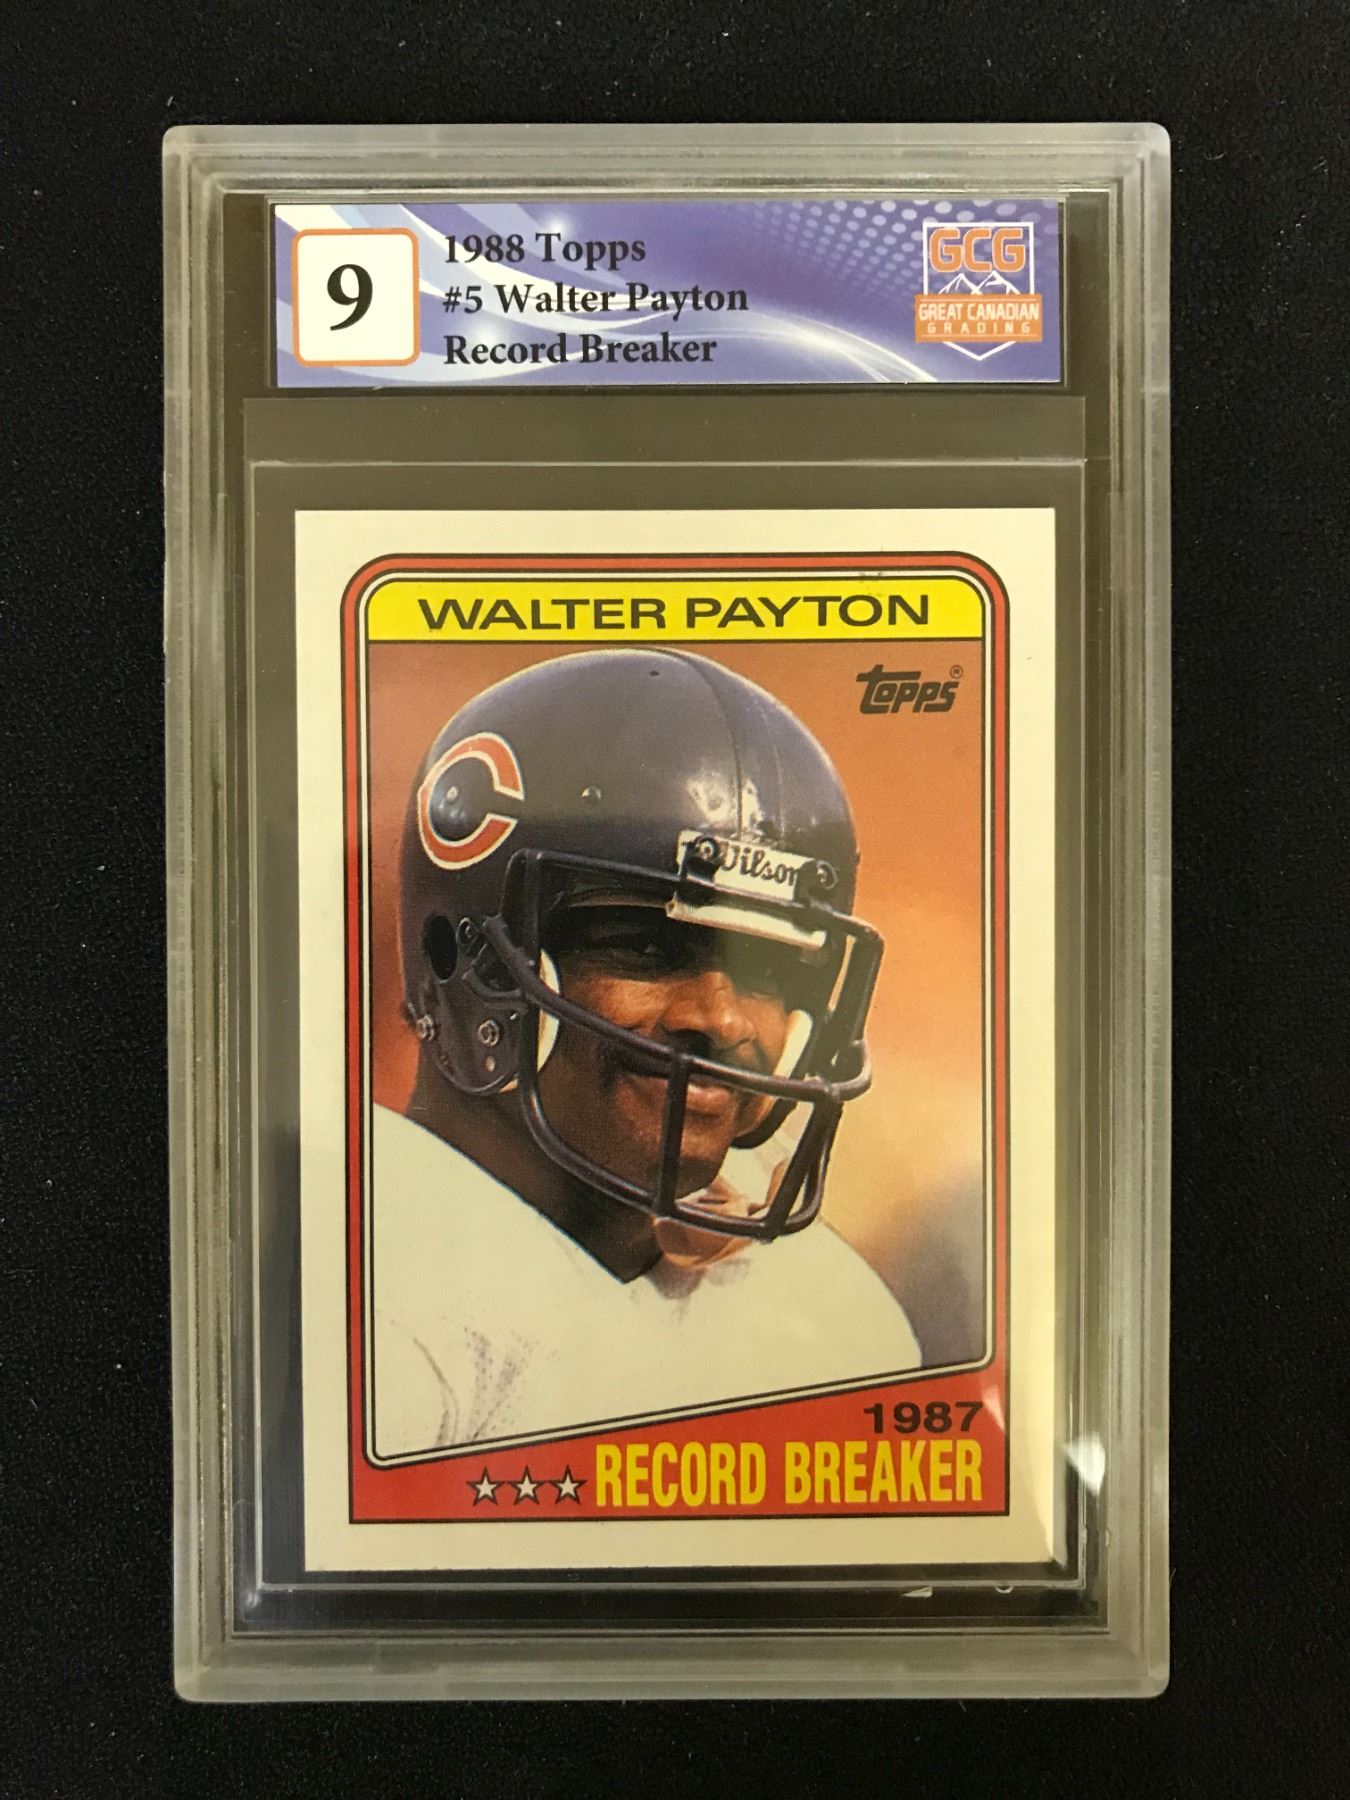 9
1988 Topps
#5 Walter Payton
Record Breaker
GCG
GREAT CANADIAN
GRADING
WALTER PAYTON
TOPPS®
Wilson
1987
RECORD BREAKER